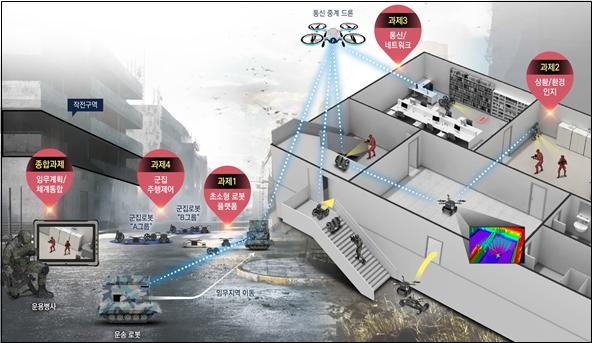 통신 중계 드론
과제3
통신/
네트워크
과제2
상황/환경
인지
작전구역
종합과제
임무계획/
체계통합
과제4
군집
주행제어
과제1
초소형 로봇
플랫폼
군집로봇
"A그룹"
군집로봇
"B그룹"
운용병사
임무지역 이동
운송 로봇